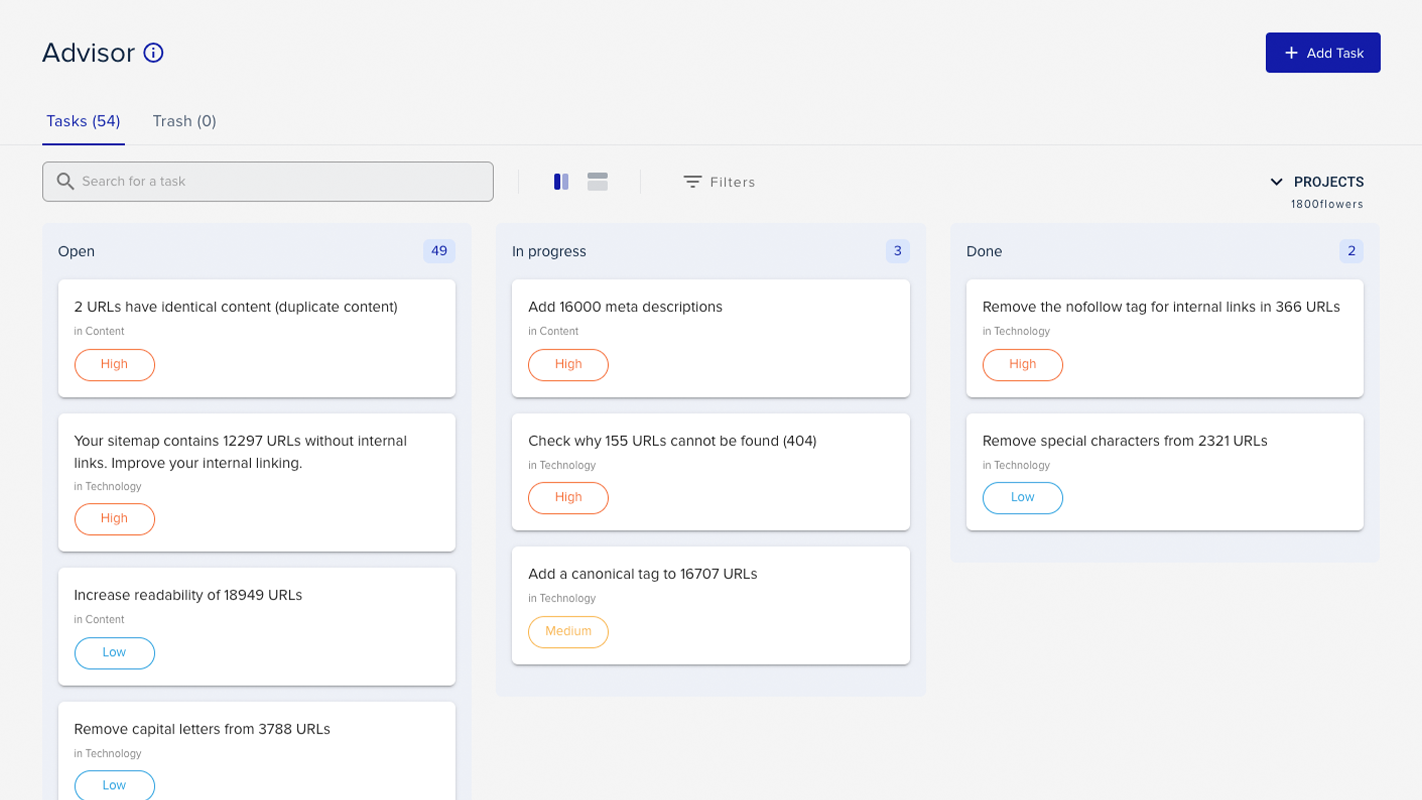 Advisor
+ Add Task
Tasks (54)
Trash (0)
Search for a task
Filters
PROJECTS
1800flowers
Open
49
2 URLs have identical content (duplicate content)
in Content
High
Your sitemap contains 12297 URLs without internal
links. Improve your internal linking.
in Technology
High
Increase readability of 18949 URLs
in Content
Low
Remove capital letters from 3788 URLs
in Technology
Low
In progress
3
Add 16000 meta descriptions
in Content
High
Check why 155 URLs cannot be found (404)
in Technology
High
Add a canonical tag to 16707 URLs
in Technology
Medium
Done
2
Remove the nofollow tag for internal links in 366 URLs
in Technology
High
Remove special characters from 2321 URLs
in Technology
Low